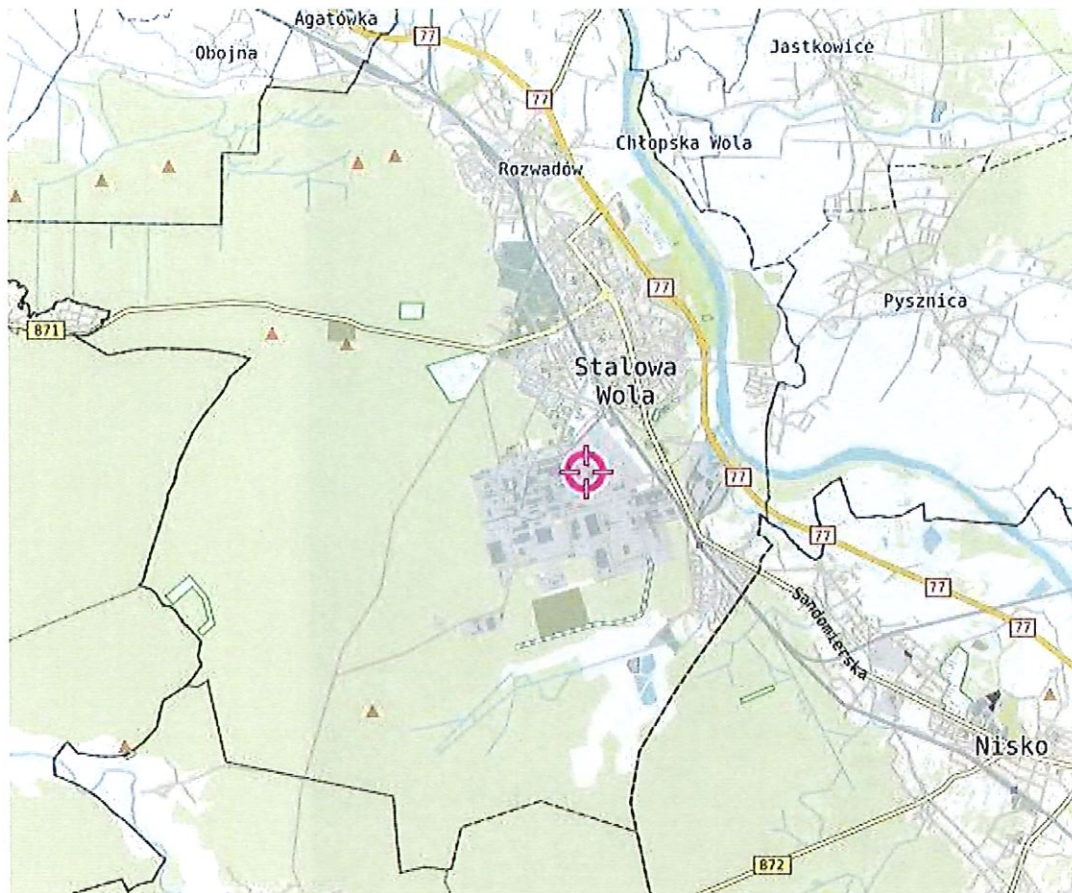 Agatówka
77
Obojna
Jastkowice
77
Chłopska Wola
Rozwadów
77
Pysznica
871
Stalowa
Wola
77
77
77
77
Sandomierska
Nisko
872